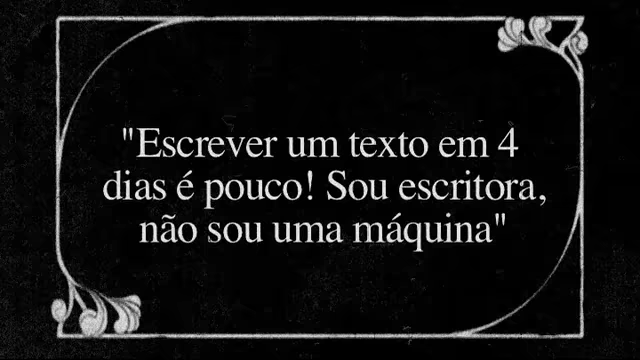 "Escrever um texto em 4
dias é pouco! Sou escritora,
não sou uma máquina"